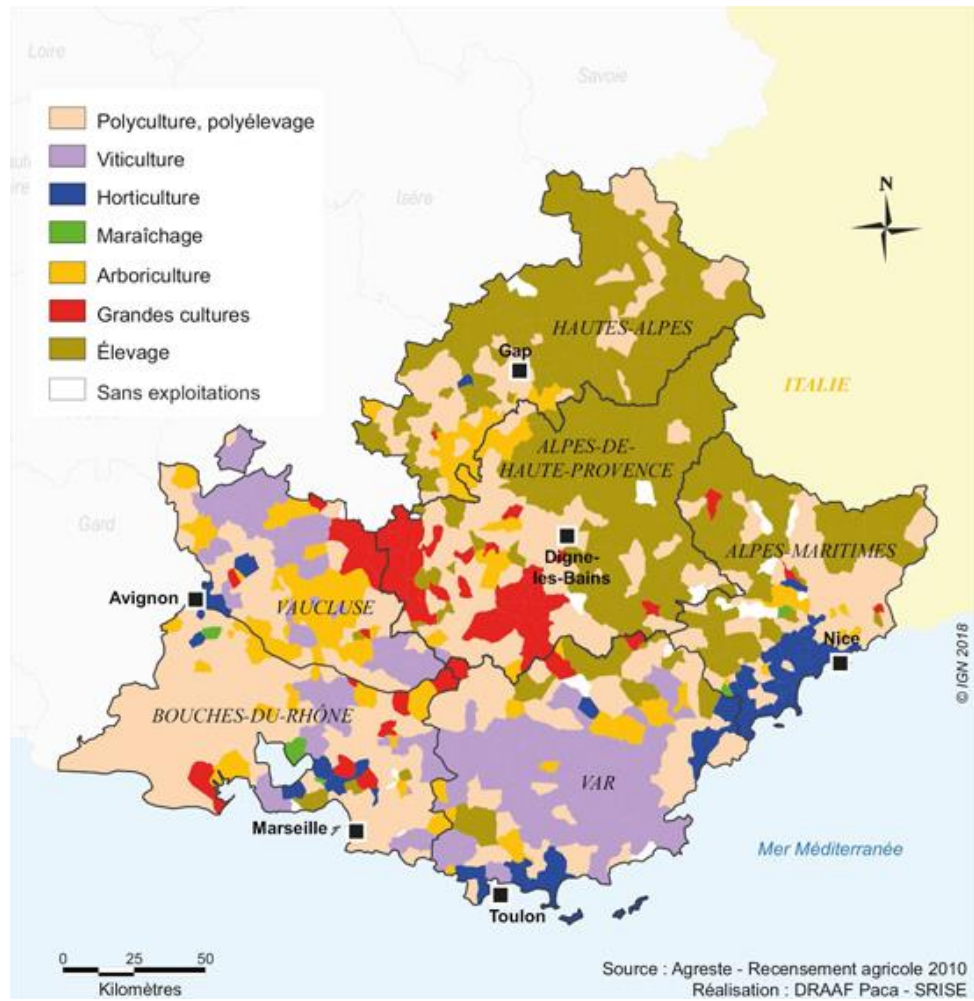 Loire
Savoie
Isère
Gard
Polyculture, polyélevage
Viticulture
Horticulture
Maraîchage
Arboriculture
Grandes cultures
Élevage
Sans exploitations
N
HAUTES-ALPES
Gap
ITALIE
ALPES-DE-
HAUTE-PROVENCE
Digne-
les-Bains
ALPES-MARITIMES
Avignon
VAUCLUSE
Nice
© IGN 2018
BOUCHES-DU-RHÔNE
VAR
Marseille
Mer Méditerranée
Toulon
0 25 50
Kilomètres
Source : Agreste - Recensement agricole 2010
Réalisation : DRAAF Paca - SRISE